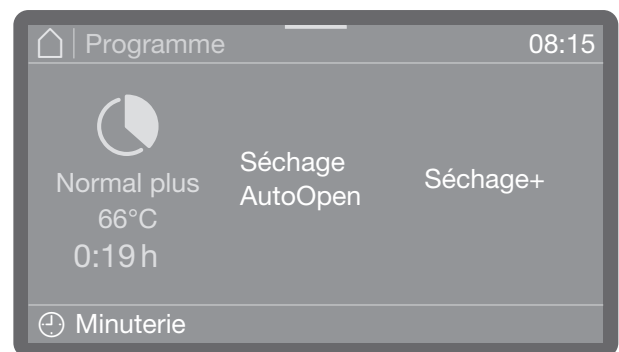 Programme 08:15
Normal plus
66°C
0:19 h
Séchage
AutoOpen
Séchage+
Minuterie